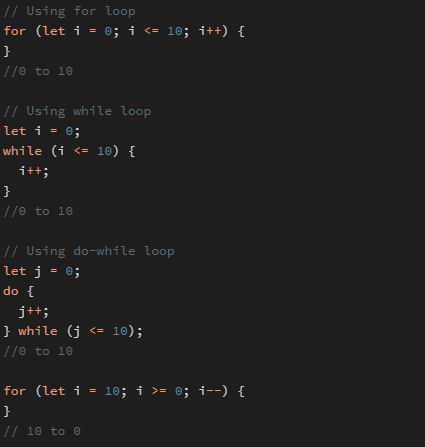 // Using for loop
for (let i = 0; i <= 10; i++) {
}
//0 to 10

// Using while loop
let i = 0;
while (i <= 10) {
  i++;
}
//0 to 10

// Using do-while loop
let j = 0;
do {
  j++;
} while (j <= 10);
//0 to 10

for (let i = 10; i >= 0; i--) {
}
// 10 to 0